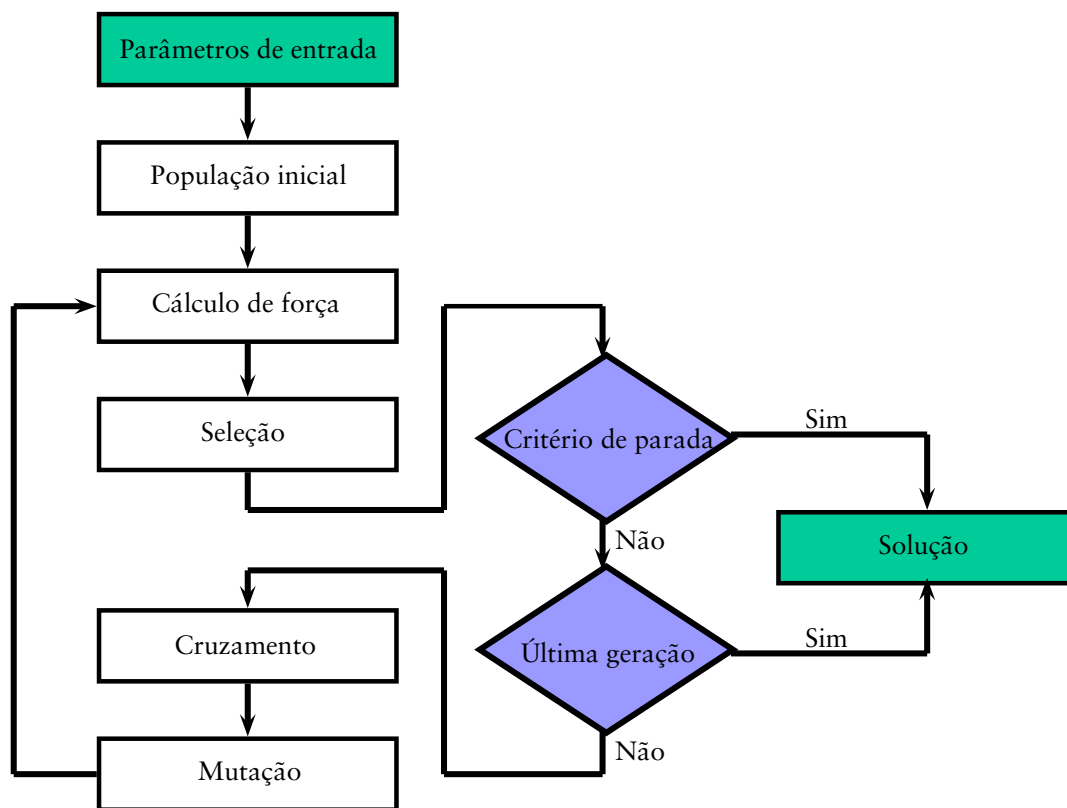 Parâmetros de entrada
População inicial
Cálculo de força
Seleção
Critério de parada
Sim
Não
Solução
Última geração
Sim
Não
Cruzamento
Mutação